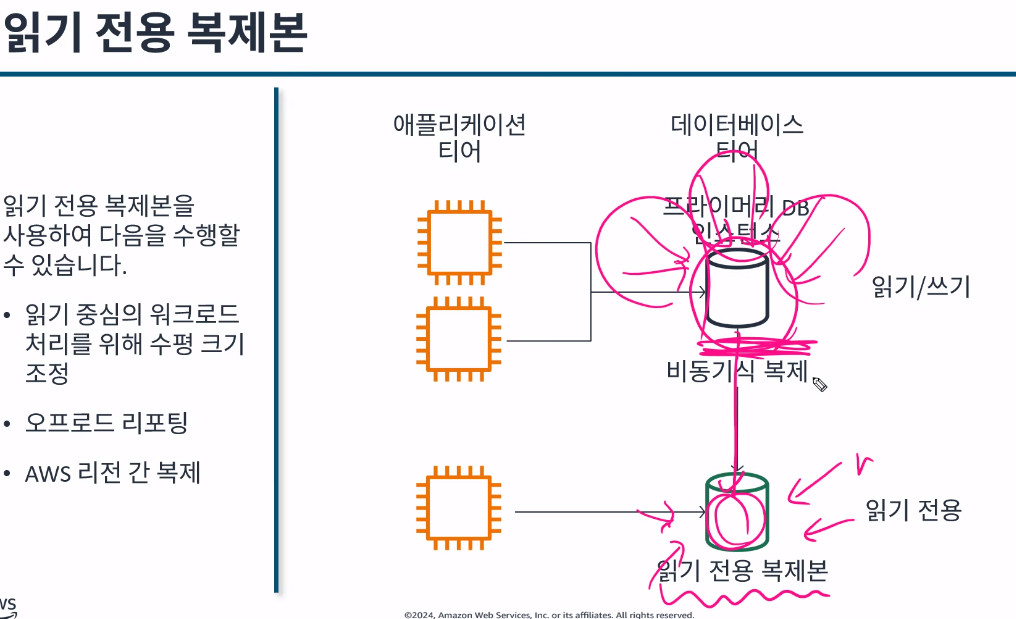 읽기 전용 복제본
읽기 전용 복제본을
사용하여 다음을 수행할
수 있습니다.
• 읽기 중심의 워크로드
처리를 위해 수평 크기
조정
• 오프로드 리포팅
• AWS 리전 간 복제
애플리케이션
티어
데이터베이스
티어
프라이머리 DB
인스턴스
읽기/쓰기
비동기식 복제
r
읽기 전용
읽기 전용 복제본
ws
©2024, Amazon Web Services, Inc. or its affiliates. All rights reserved.